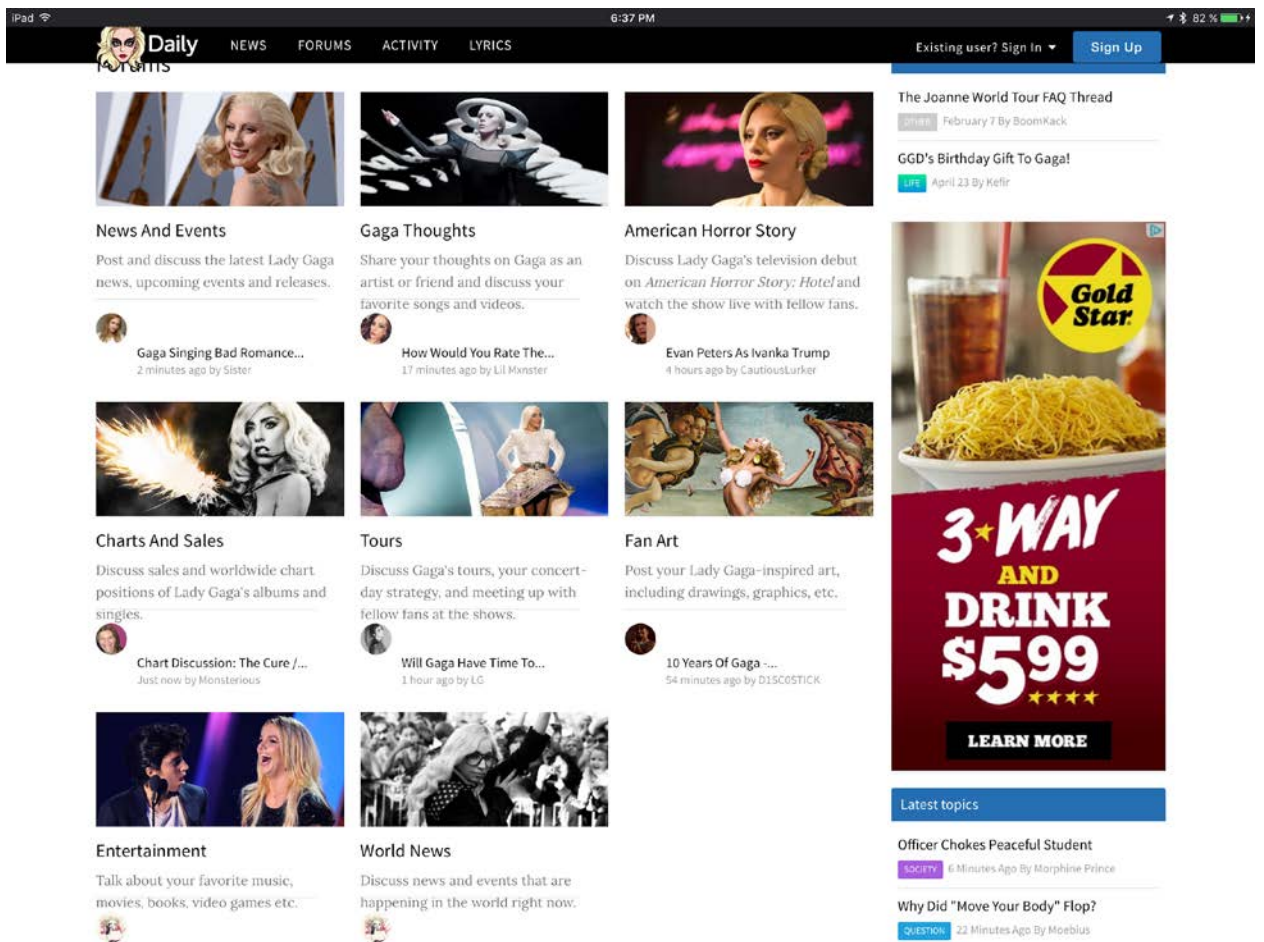 iPad
6:37 PM
82 %
Daily
NEWS
FORUMS
ACTIVITY
LYRICS
Existing user? Sign In
Sign Up
Forums
News And Events
Post and discuss the latest Lady Gaga
news, upcoming events and releases.
Gaga Singing Bad Romance...
2 minutes ago by Sister
Gaga Thoughts
Share your thoughts on Gaga as an
artist or friend and discuss your
favorite songs and videos.
How Would You Rate The...
17 minutes ago by Lil Mxnster
American Horror Story
Discuss Lady Gaga's television debut
on American Horror Story: Hotel and
watch the show live with fellow fans.
Evan Peters As Ivanka Trump
4 hours ago by CautiousLurker
Charts And Sales
Discuss sales and worldwide chart
positions of Lady Gaga's albums and
singles.
Chart Discussion: The Cure /...
Just now by Monsterious
Tours
Discuss Gaga's tours, your concert-
day strategy, and meeting up with
fellow fans at the shows.
Will Gaga Have Time To...
1 hour ago by LG
Fan Art
Post your Lady Gaga-inspired art,
including drawings, graphics, etc.
10 Years Of Gaga -...
54 minutes ago by D1SC0STICK
Entertainment
Talk about your favorite music,
movies, books, video games etc.
World News
Discuss news and events that are
happening in the world right now.
The Joanne World Tour FAQ Thread
OTHER February 7 By BoomKack
GGD's Birthday Gift To Gaga!
LIFE April 23 By Kefir
Gold
Star
3-WAY
AND
DRINK
$5.99
LEARN MORE
Latest topics
Officer Chokes Peaceful Student
SOCIETY 6 Minutes Ago By Morphine Prince
Why Did "Move Your Body" Flop?
QUESTION 22 Minutes Ago By Moebius